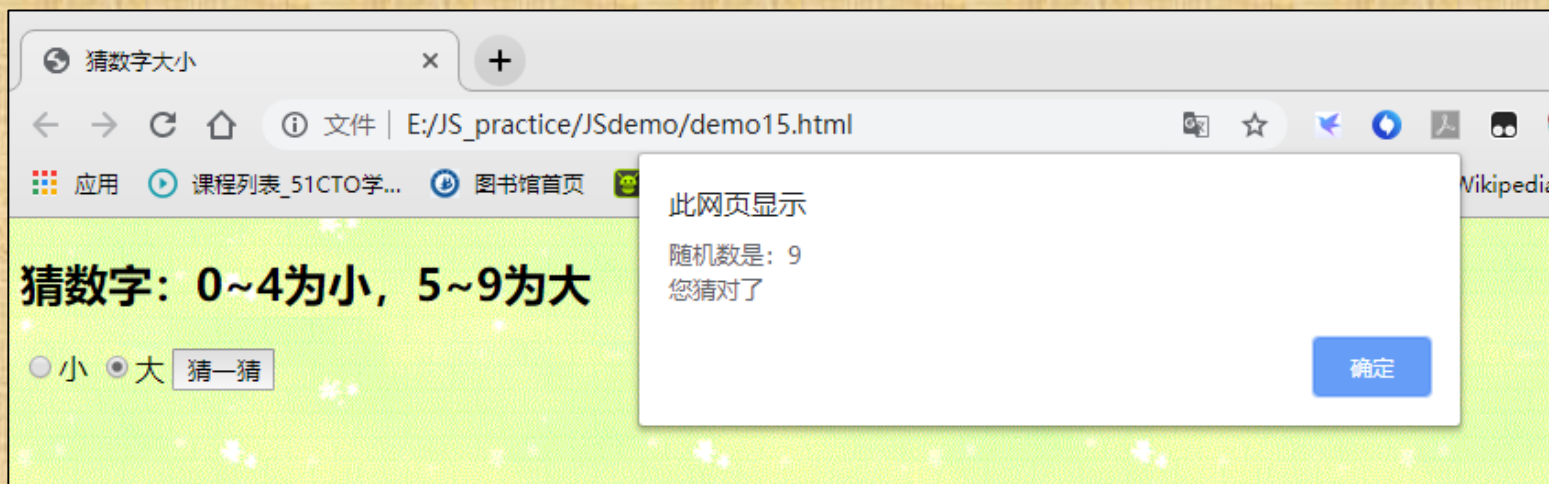 猜数字大小
文件 E:/JS_practice/JSdemo/demo15.html
应用 课程列表_51CTO学... 图书馆首页 Wikipedia
此网页显示
随机数是：9
您猜对了
确定
猜数字：0~4为小，5~9为大
小 大 猜一猜